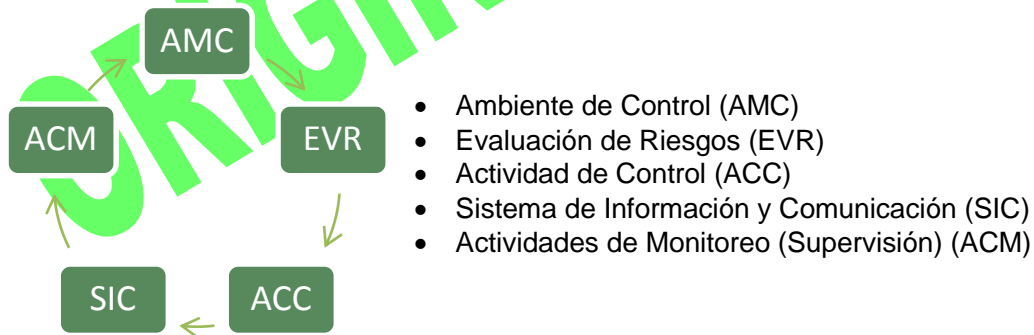 AMC
ACM
EVR
SIC
ACC
• Ambiente de Control (AMC)
• Evaluación de Riesgos (EVR)
• Actividad de Control (ACC)
• Sistema de Información y Comunicación (SIC)
• Actividades de Monitoreo (Supervisión) (ACM)